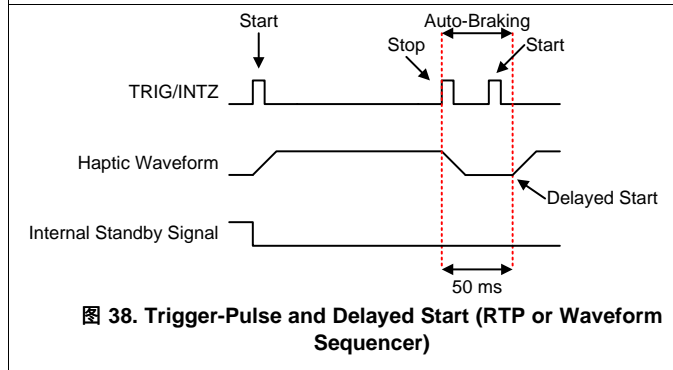 Start
Auto-Braking
Stop
Start
TRIG/INTZ
Haptic Waveform
Delayed Start
Internal Standby Signal
50 ms
图 38. Trigger-Pulse and Delayed Start (RTP or Waveform
Sequencer)